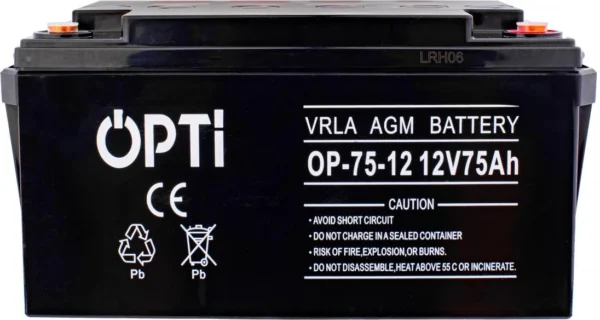 LRH06
OPTi
VRLA AGM BATTERY
OP-75-12 12V75Ah
CE
CAUTION
• AVOID SHORT CIRCUIT
• DO NOT CHARGE IN A SEALED CONTAINER
• RISK OF FIRE,EXPLOSION,OR BURNS.
• DO NOT DISASSEMBLE,HEAT ABOVE 55 C OR INCINERATE.
Pb Pb